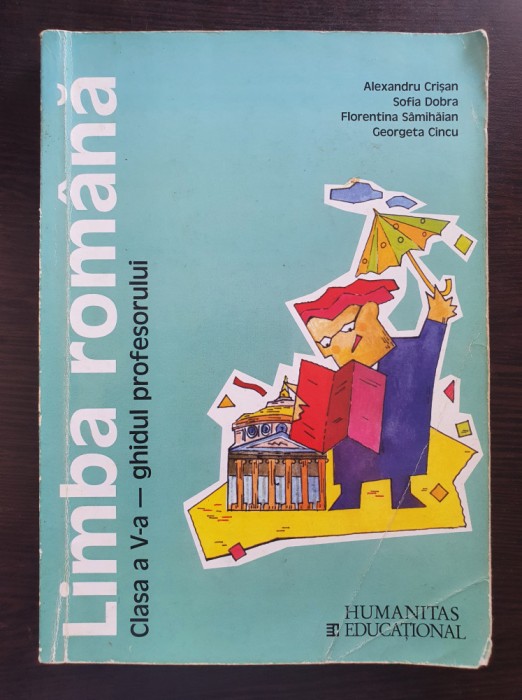 Alexandru Crișan
Sofia Dobra
Florentina Sâmihăian
Georgeta Cincu
Limba română
Clasa a V-a – ghidul profesorului
HUMANITAS
EDUCAȚIONAL